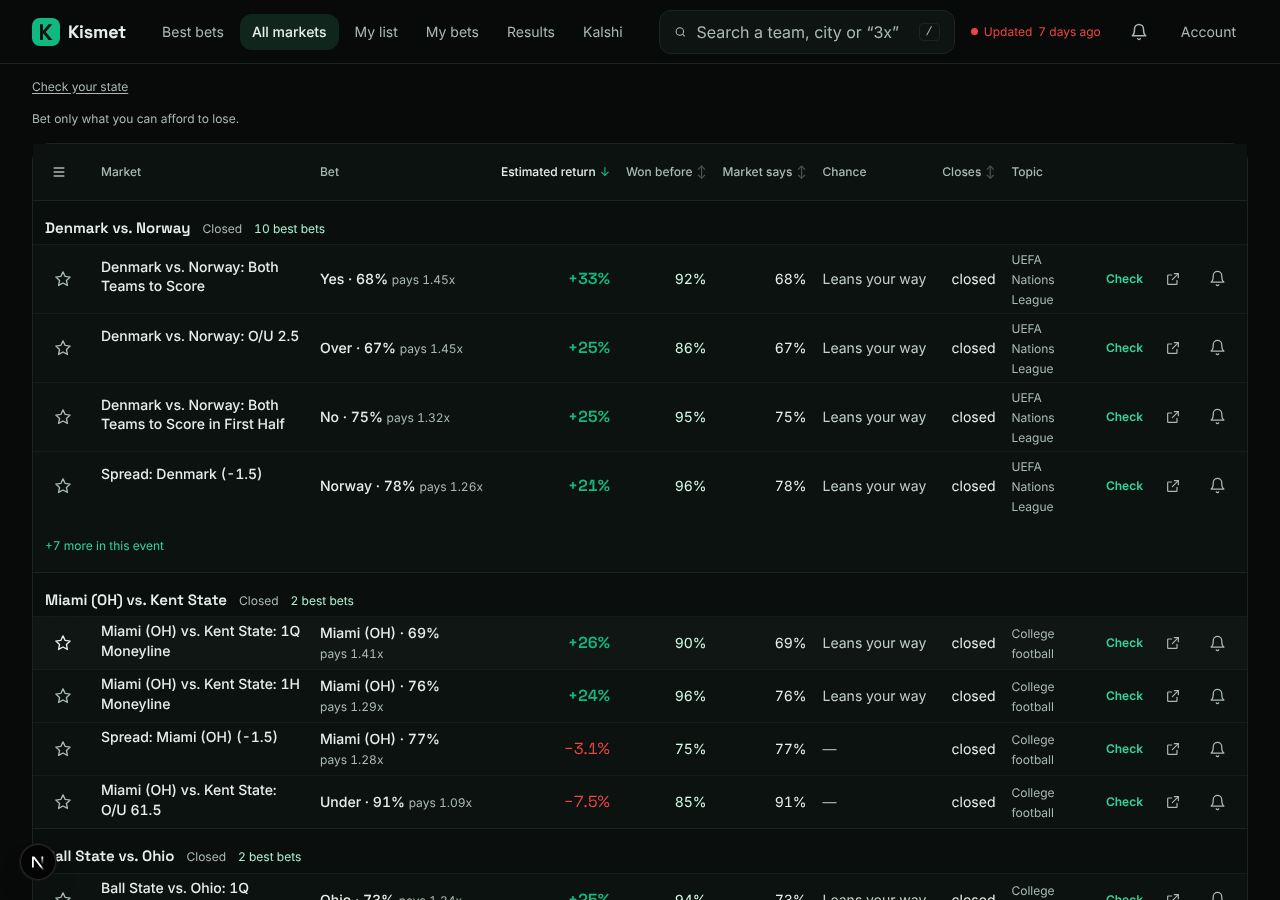 K Kismet Best bets All markets My list My bets Results Kalshi Search a team, city or “3x” / Updated 7 days ago Account
Check your state
Bet only what you can afford to lose.
Market Bet Estimated return ↓ Won before Market says Chance Closes Topic
Denmark vs. Norway Closed 10 best bets
Denmark vs. Norway: Both
Teams to Score
Yes · 68% pays 1.45x +33% 92% 68% Leans your way closed
UEFA
Nations
League
Check
Denmark vs. Norway: O/U 2.5
Over · 67% pays 1.45x +25% 86% 67% Leans your way closed
UEFA
Nations
League
Check
Denmark vs. Norway: Both
Teams to Score in First Half
No · 75% pays 1.32x +25% 95% 75% Leans your way closed
UEFA
Nations
League
Check
Spread: Denmark (-1.5)
Norway · 78% pays 1.26x +21% 96% 78% Leans your way closed
UEFA
Nations
League
Check
+7 more in this event
Miami (OH) vs. Kent State Closed 2 best bets
Miami (OH) vs. Kent State: 1Q
Moneyline
Miami (OH) · 69%
pays 1.41x
+26% 90% 69% Leans your way closed
College
football
Check
Miami (OH) vs. Kent State: 1H
Moneyline
Miami (OH) · 76%
pays 1.29x
+24% 96% 76% Leans your way closed
College
football
Check
Spread: Miami (OH) (-1.5)
Miami (OH) · 77%
pays 1.28x
−3.1% 75% 77% — closed
College
football
Check
Miami (OH) vs. Kent State:
O/U 61.5
Under · 91% pays 1.09x −7.5% 85% 91% — closed
College
football
Check
N
all State vs. Ohio Closed 2 best bets
Ball State vs. Ohio: 1Q
College